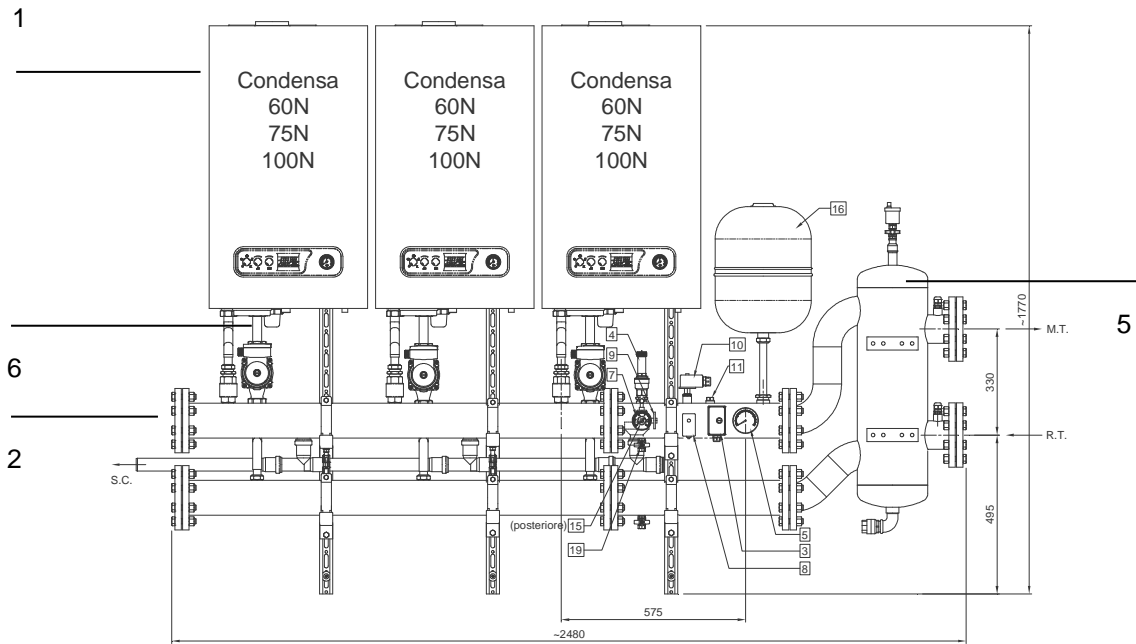 1
Condensa
60N
75N
100N
Condensa
60N
75N
100N
Condensa
60N
75N
100N
16
~1770
5
M.T.
4
10
9
11
6
7
330
2
R.T.
S.C.
495
(posteriore) 15
5
19
3
8
575
~2480